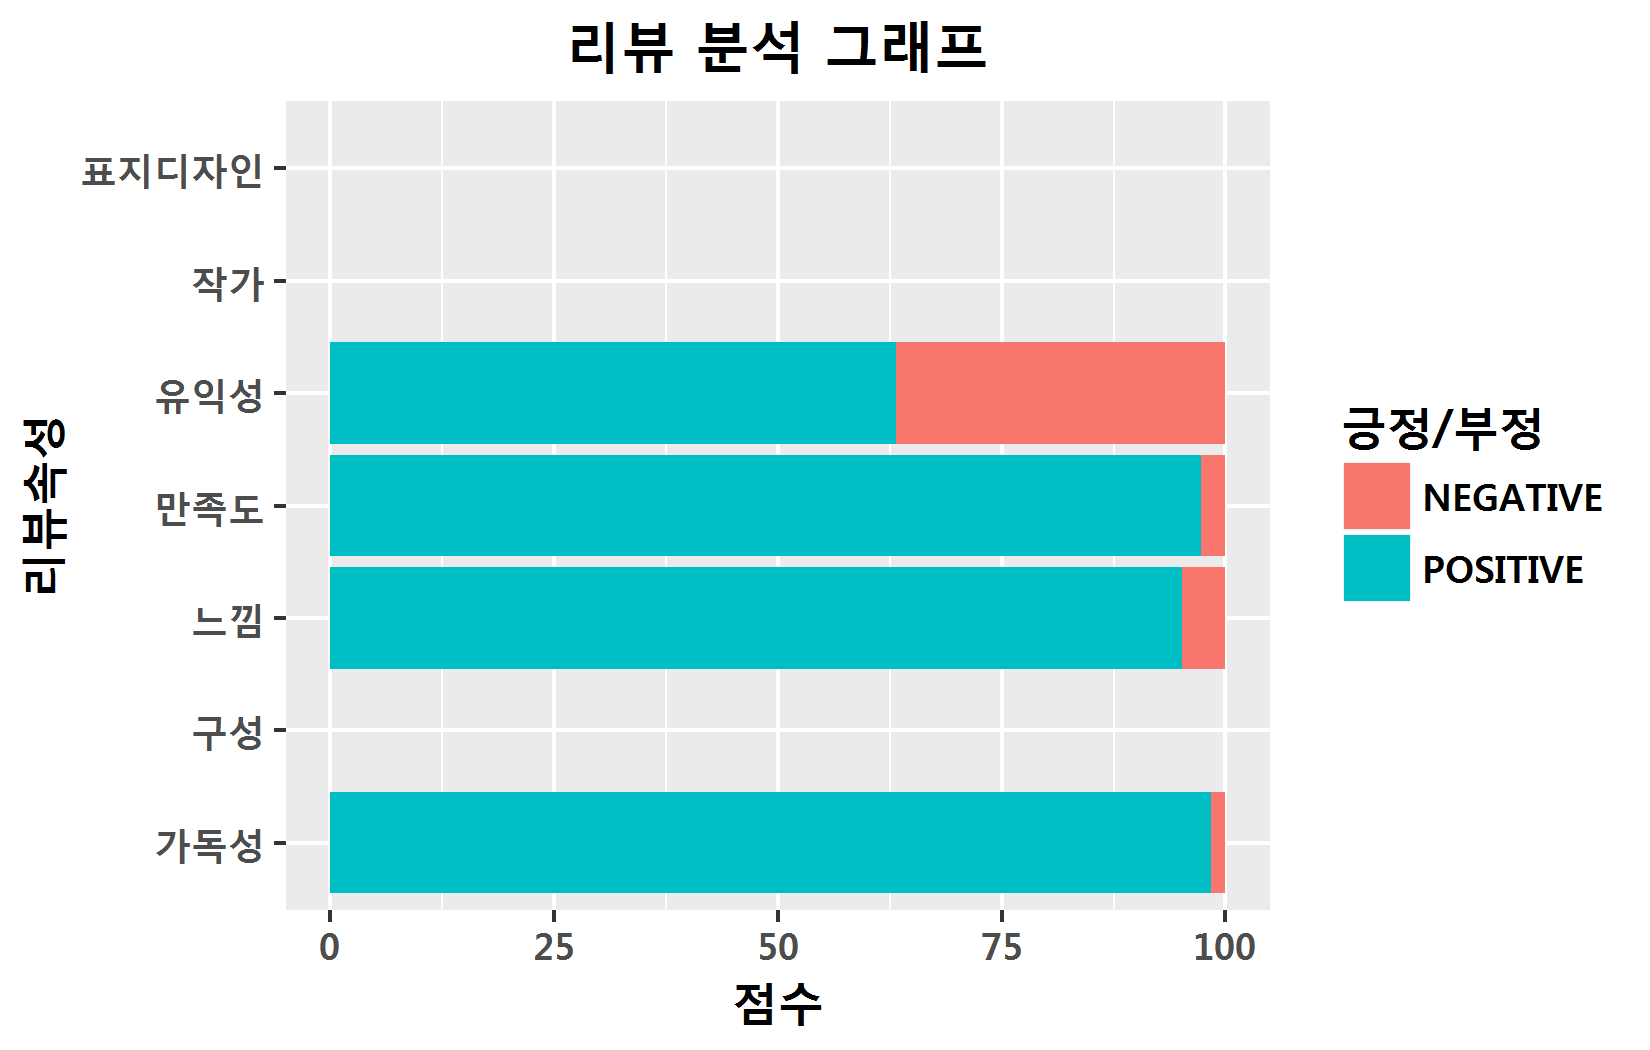 리뷰 분석 그래프
리뷰속성
표지디자인
작가
유익성
만족도
느낌
구성
가독성
0 25 50 75 100
점수
긍정/부정
NEGATIVE
POSITIVE